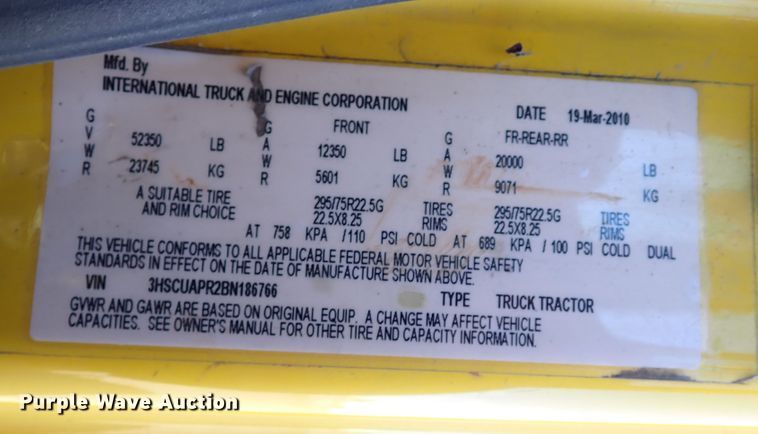 Mfd. By
INTERNATIONAL TRUCK AND ENGINE CORPORATION DATE 19-Mar-2010
GVWR 52350 LB GAWR FRONT 12350 LB GAWR FR-REAR-RR 20000 LB
23745 KG 5601 KG 9071 KG
A SUITABLE TIRE 295/75R22.5G TIRES 295/75R22.5G TIRES
AND RIM CHOICE 22.5X8.25 RIMS 22.5X8.25 RIMS
AT 758 KPA /110 PSI COLD AT 689 KPA /100 PSI COLD DUAL
THIS VEHICLE CONFORMS TO ALL APPLICABLE FEDERAL MOTOR VEHICLE SAFETY
STANDARDS IN EFFECT ON THE DATE OF MANUFACTURE SHOWN ABOVE.
VIN 3HSCUAPR2BN186766 TYPE TRUCK TRACTOR
GVWR AND GAWR ARE BASED ON ORIGINAL EQUIP. A CHANGE MAY AFFECT VEHICLE
CAPACITIES. SEE OWNER'S MANUAL FOR OTHER TIRE AND CAPACITY INFORMATION.
Purple Wave Auction